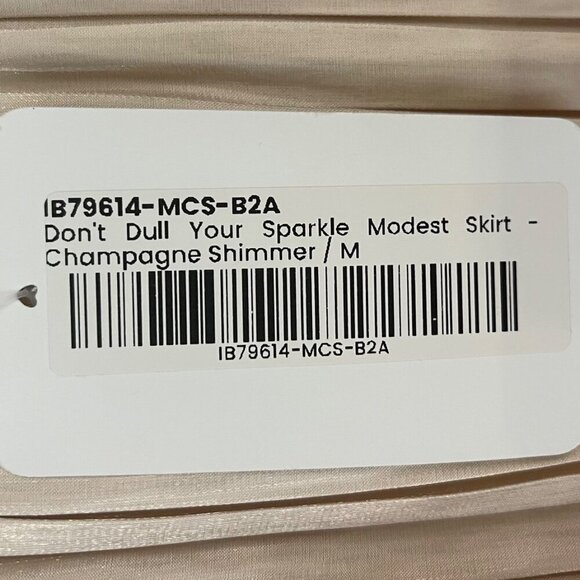 IB79614-MCS-B2A
Don't Dull Your Sparkle Modest Skirt -
Champagne Shimmer / M
IB79614-MCS-B2A